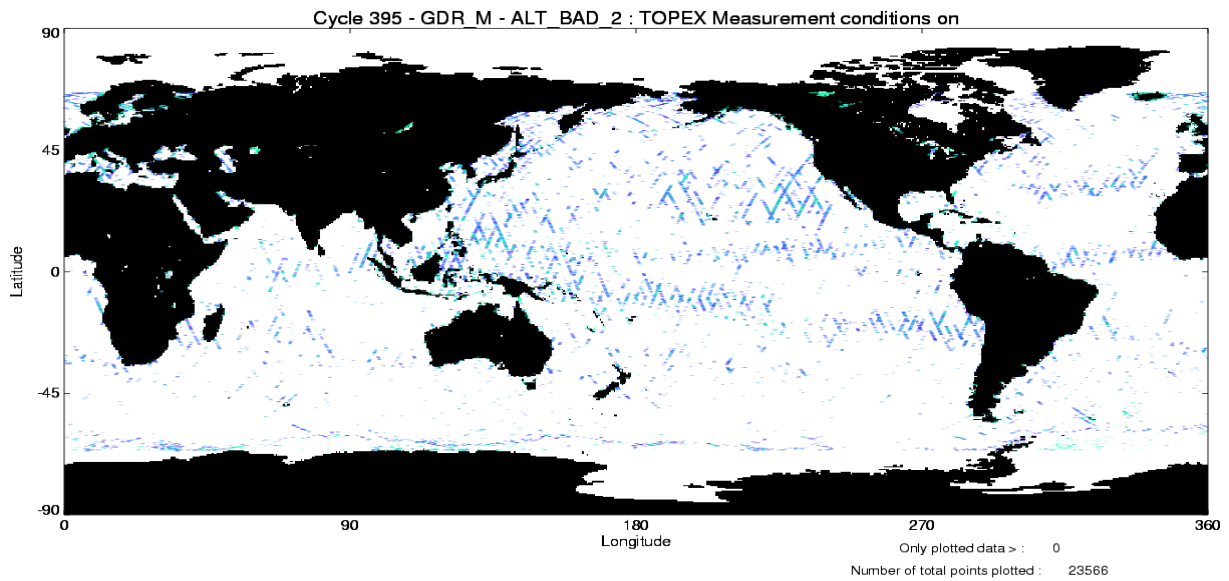 Cycle 395 - GDR_M - ALT_BAD_2 : TOPEX Measurement conditions on
90
45
0
-45
-90
Latitude
0 90 180 270 360
Longitude
Only plotted data > : 0
Number of total points plotted : 23566